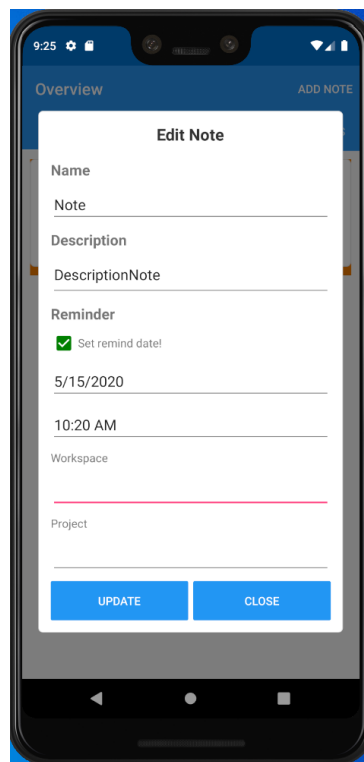 9:25
Overview
ADD NOTE
Edit Note
Name
Note
Description
DescriptionNote
Reminder
Set remind date!
5/15/2020
10:20 AM
Workspace
Project
UPDATE
CLOSE